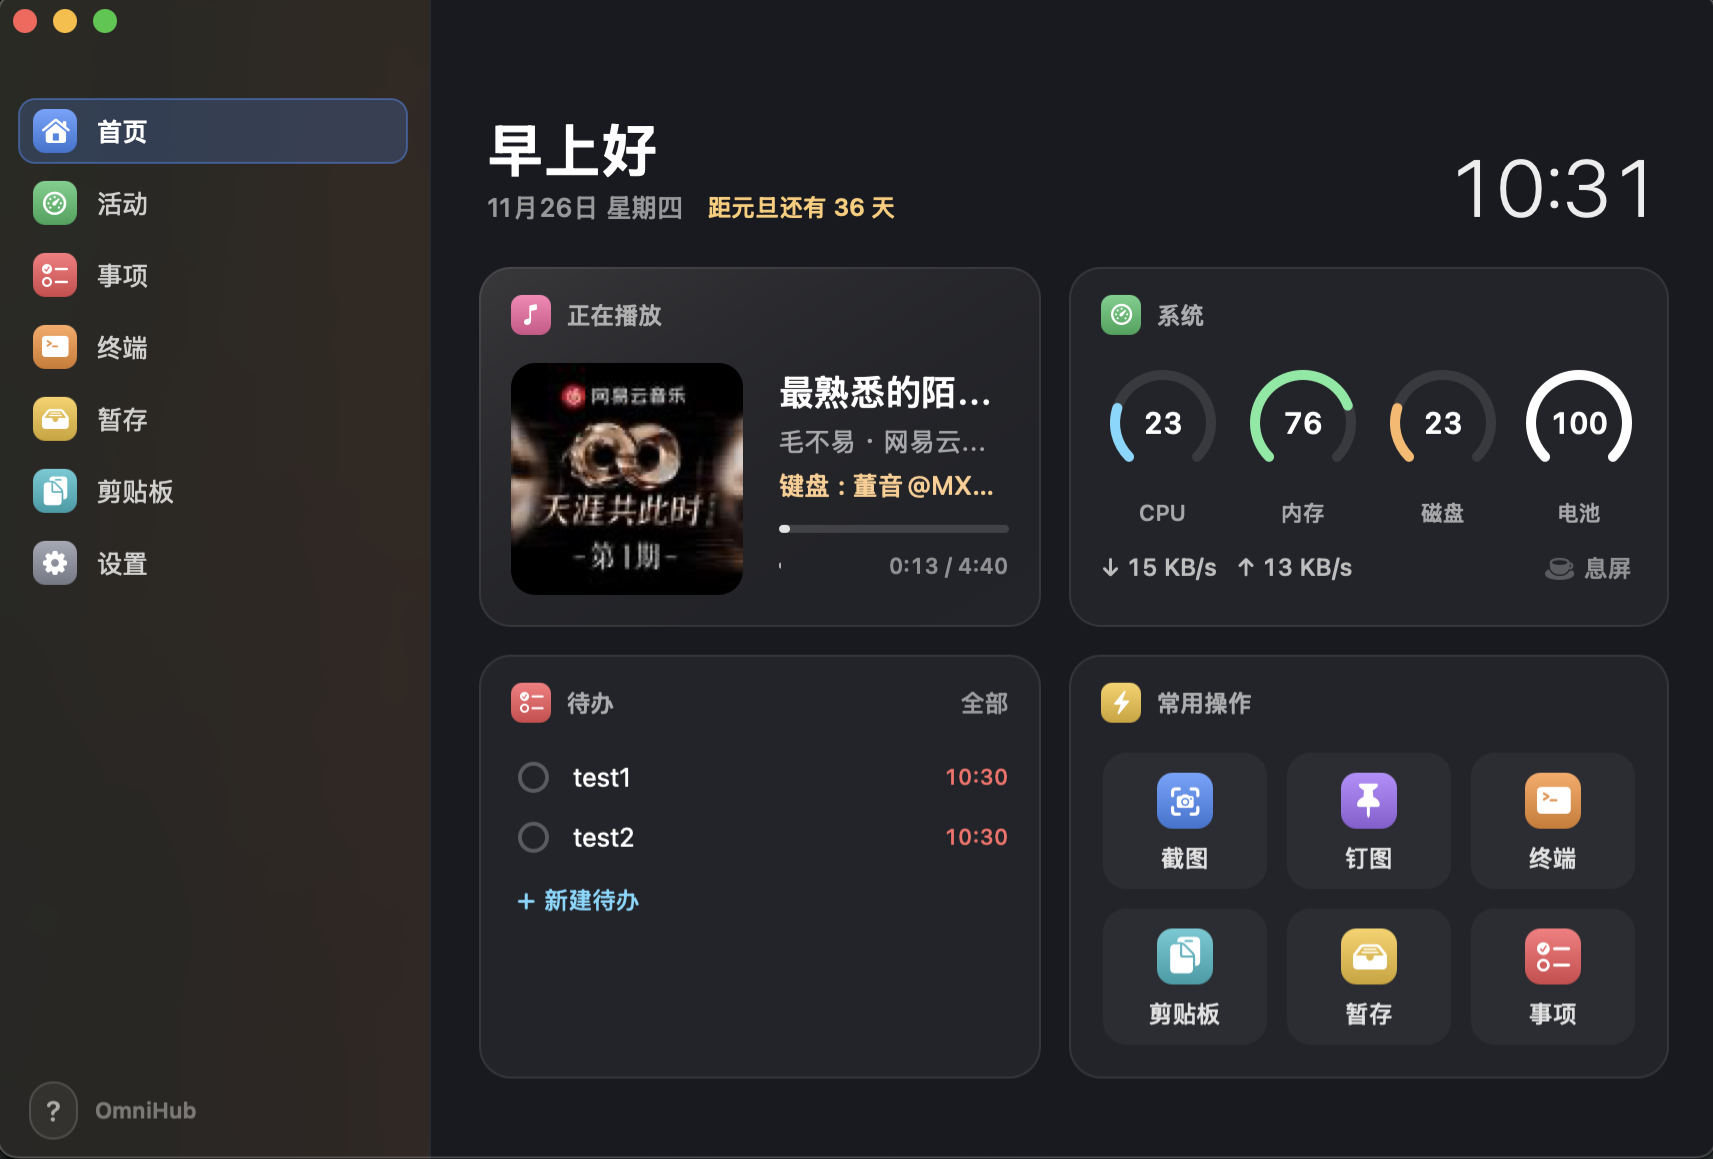 首页
活动
事项
终端
暂存
剪贴板
设置
? OmniHub
早上好
11月26日 星期四 距元旦还有 36 天
10:31
正在播放
网易云音乐
天涯共此时
-第1期-
最熟悉的陌...
毛不易 · 网易云...
键盘:董音@MX...
0:13 / 4:40
系统
23
76
23
100
CPU
内存
磁盘
电池
↓ 15 KB/s ↑ 13 KB/s
息屏
待办
全部
test1 10:30
test2 10:30
+ 新建待办
常用操作
截图
钉图
终端
剪贴板
暂存
事项